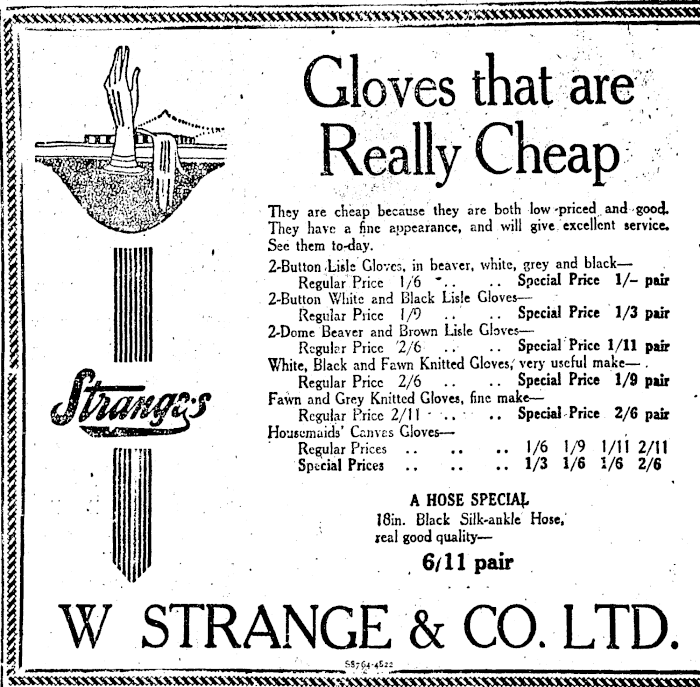 Gloves that are
Really Cheap
They are cheap because they are both low-priced and good.
They have a fine appearance, and will give excellent service.
See them to-day.
2-Button Lisle Gloves, in beaver, white, grey and black—
Regular Price 1/6 .. .. Special Price 1/– pair
2-Button White and Black Lisle Gloves—
Regular Price 1/9 .. .. Special Price 1/3 pair
2-Dome Beaver and Brown Lisle Gloves—
Regular Price 2/6 .. .. Special Price 1/11 pair
White, Black and Fawn Knitted Gloves, very useful make—
Regular Price 2/6 .. .. Special Price 1/9 pair
Fawn and Grey Knitted Gloves, fine make—
Regular Price 2/11 .. .. Special Price 2/6 pair
Housemaids' Canvas Gloves—
Regular Prices .. .. .. 1/6 1/9 1/11 2/11
Special Prices .. .. .. 1/3 1/6 1/6 2/6
Strange's
A HOSE SPECIAL
18in. Black Silk-ankle Hose,
real good quality—
6/11 pair
W STRANGE & CO. LTD.
S8764-4822